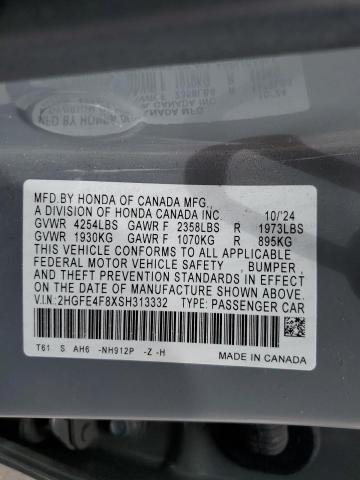 MFD.BY HONDA OF CANADA MFG.,
A DIVISION OF HONDA CANADA INC. 10/'24
GVWR 4254LBS GAWR F 2358LBS R 1973LBS
GVWR 1930KG GAWR F 1070KG R 895KG
THIS VEHICLE CONFORMS TO ALL APPLICABLE
FEDERAL MOTOR VEHICLE SAFETY , BUMPER ,
AND THEFT PREVENTION STANDARDS IN EFFECT
ON THE DATE OF MANUFACTURE SHOWN ABOVE.
V.I.N: 2HGFE4F8XSH313332 TYPE: PASSENGER CAR
T61 S AH6 -NH912P -Z -H MADE IN CANADA